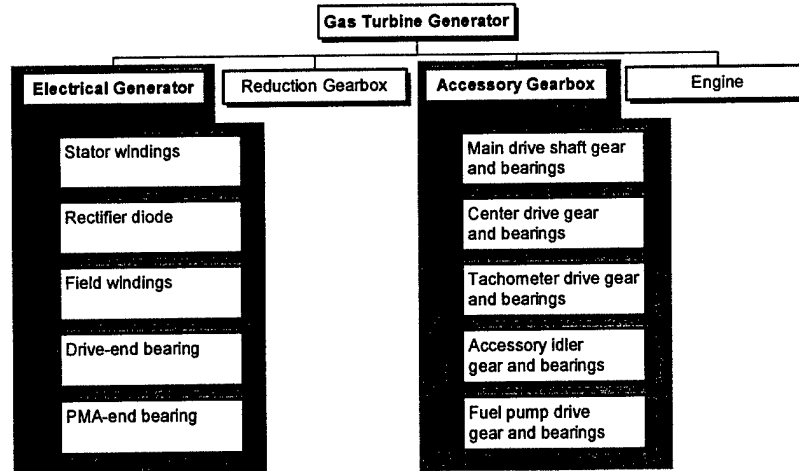 Gas Turbine Generator
Electrical Generator
Reduction Gearbox
Accessory Gearbox
Engine
Stator windings
Rectifier diode
Field windings
Drive-end bearing
PMA-end bearing
Main drive shaft gear
and bearings
Center drive gear
and bearings
Tachometer drive gear
and bearings
Accessory idler
gear and bearings
Fuel pump drive
gear and bearings